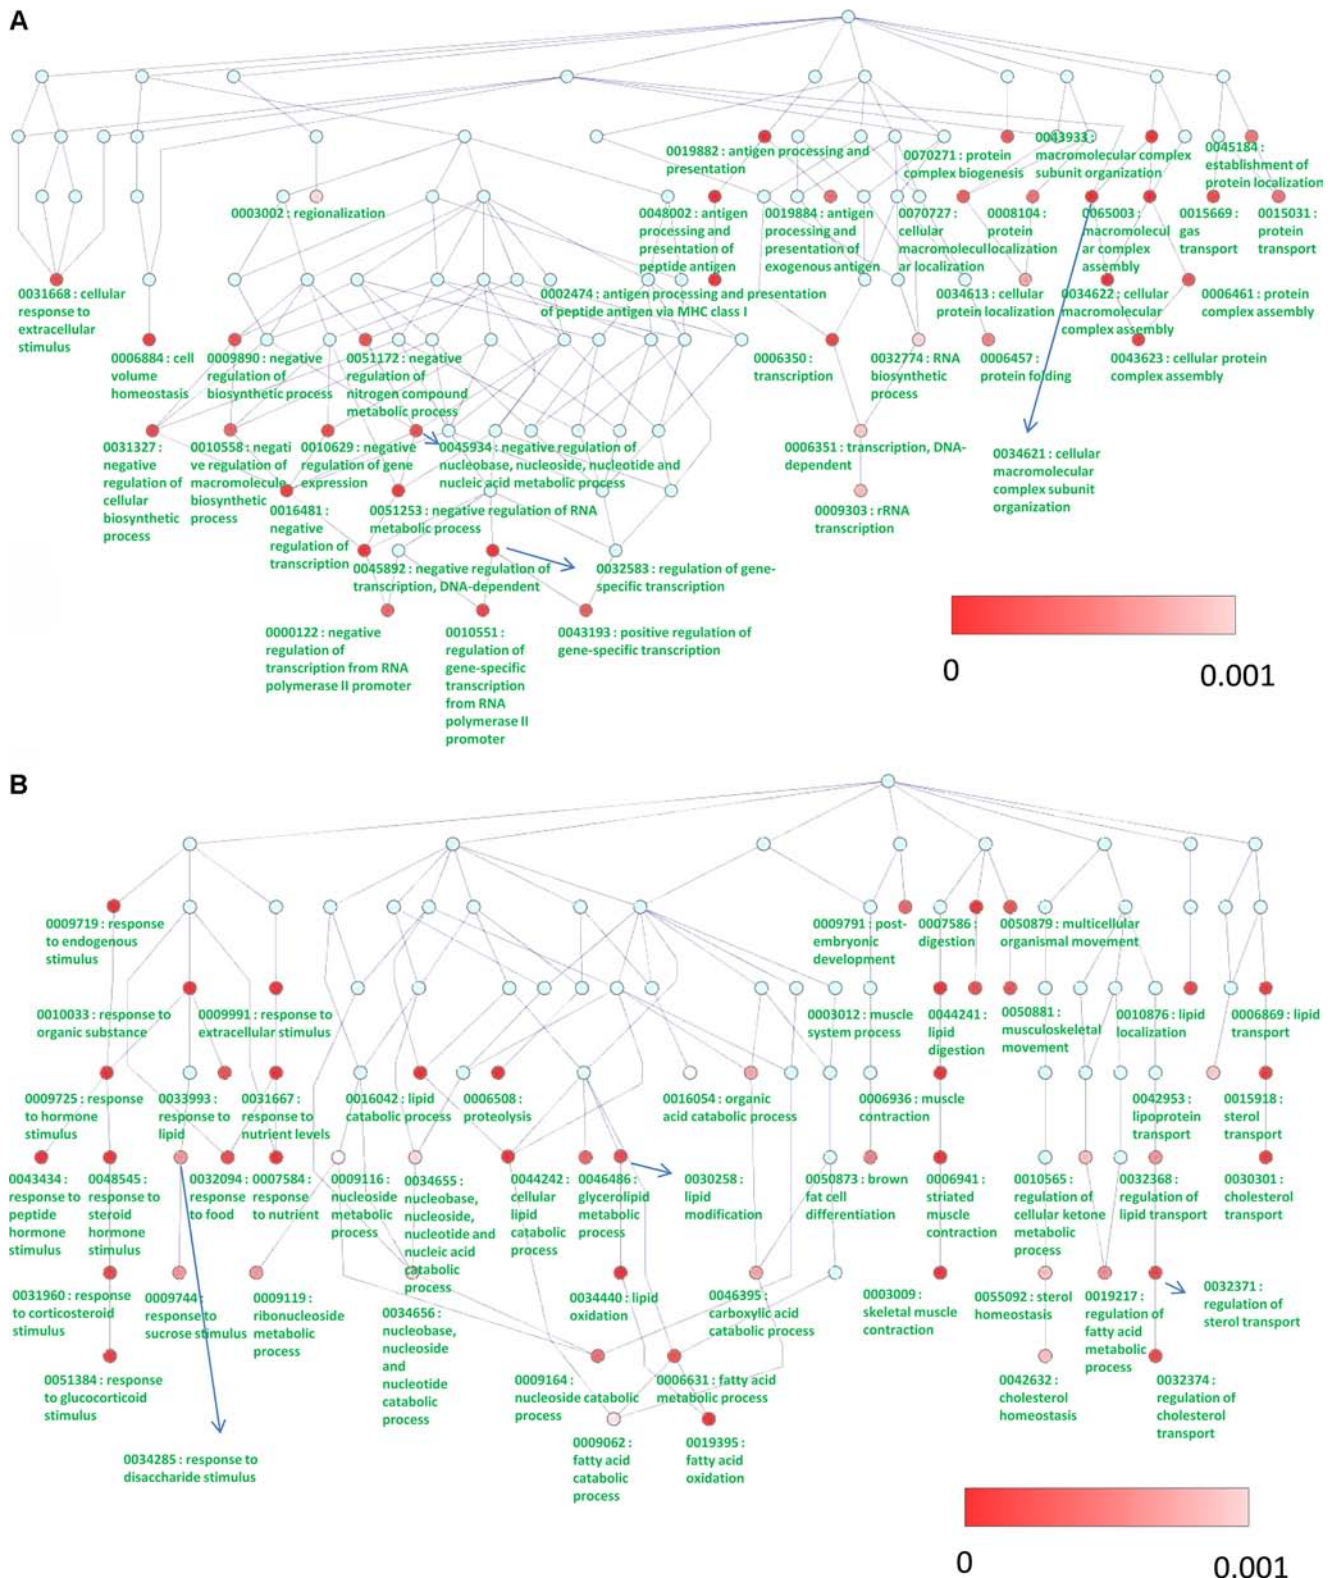 A
0019882 : antigen processing and
presentation
0070271 : protein
complex biogenesis
0043933 :
macromolecular complex
subunit organization
0045184 :
establishment of
protein localization
0003002 : regionalization
0048002 : antigen
processing and
presentation of
peptide antigen
0019884 : antigen
processing and
presentation of
exogenous antigen
0070727 :
cellular
macromolecul
ar localization
0008104 :
protein
localization
0065003 :
macromolecul
ar complex
assembly
0015669 :
gas
transport
0015031 :
protein
transport
0031668 : cellular
response to
extracellular
stimulus
0002474 : antigen processing and presentation
of peptide antigen via MHC class I
0034613 : cellular
protein localization
0034622 : cellular
macromolecular
complex assembly
0006461 : protein
complex assembly
0006884 : cell
volume
homeostasis
0009890 : negative
regulation of
biosynthetic process
0051172 : negative
regulation of
nitrogen compound
metabolic process
0006350 :
transcription
0032774 : RNA
biosynthetic
process
0006457 :
protein folding
0043623 : cellular protein
complex assembly
0031327 :
negative
regulation of
cellular
biosynthetic
process
0010558 : negati
ve regulation of
macromolecule
biosynthetic
process
0010629 : negative
regulation of gene
expression
0045934 : negative regulation of
nucleobase, nucleoside, nucleotide and
nucleic acid metabolic process
0006351 : transcription, DNA-
dependent
0034621 : cellular
macromolecular
complex subunit
organization
0016481 :
negative
regulation of
transcription
0051253 : negative regulation of RNA
metabolic process
0009303 : rRNA
transcription
0045892 : negative regulation of
transcription, DNA-dependent
0032583 : regulation of gene-
specific transcription
0000122 : negative
regulation of
transcription from RNA
polymerase II promoter
0010551 :
regulation of
gene-specific
transcription
from RNA
polymerase II
promoter
0043193 : positive regulation of
gene-specific transcription
0
0.001
B
0009719 : response
to endogenous
stimulus
0009791 : post-
embryonic
development
0007586 :
digestion
0050879 : multicellular
organismal movement
0010033 : response to
organic substance
0009991 : response to
extracellular stimulus
0003012 : muscle
system process
0044241 :
lipid
digestion
0050881 :
musculoskeletal
movement
0010876 : lipid
localization
0006869 : lipid
transport
0009725 : response
to hormone
stimulus
0033993 :
response to
lipid
0031667 :
response to
nutrient levels
0016042 : lipid
catabolic process
0006508 :
proteolysis
0016054 : organic
acid catabolic process
0006936 : muscle
contraction
0042953 :
lipoprotein
transport
0015918 :
sterol
transport
0043434 :
response to
peptide
hormone
stimulus
0048545 :
response to
steroid
hormone
stimulus
0032094 :
response
to food
0007584 :
response
to nutrient
0009116 :
nucleoside
metabolic
process
0034655 :
nucleobase,
nucleoside,
nucleotide and
nucleic acid
catabolic
process
0044242 :
cellular
lipid
catabolic
process
0046486 :
glycerolipid
metabolic
process
0030258 :
lipid
modification
0050873 : brown
fat cell
differentiation
0006941 :
striated
muscle
contraction
0010565 :
regulation of
cellular ketone
metabolic
process
0032368 :
regulation of
lipid transport
0030301 :
cholesterol
transport
0031960 : response
to corticosteroid
stimulus
0009744 :
response to
sucrose stimulus
0009119 :
ribonucleoside
metabolic
process
0034656 :
nucleobase,
nucleoside
and
nucleotide
catabolic
process
0034440 : lipid
oxidation
0046395 :
carboxylic acid
catabolic process
0003009 :
skeletal muscle
contraction
0055092 : sterol
homeostasis
0019217 :
regulation of
fatty acid
metabolic
process
0032371 :
regulation of
sterol transport
0051384 : response
to glucocorticoid
stimulus
0009164 :
nucleoside catabolic
process
0006631 : fatty acid
metabolic process
0042632 :
cholesterol
homeostasis
0032374 :
regulation of
cholesterol
transport
0034285 : response to
disaccharide stimulus
0009062 :
fatty acid
catabolic
process
0019395 :
fatty acid
oxidation
0
0.001